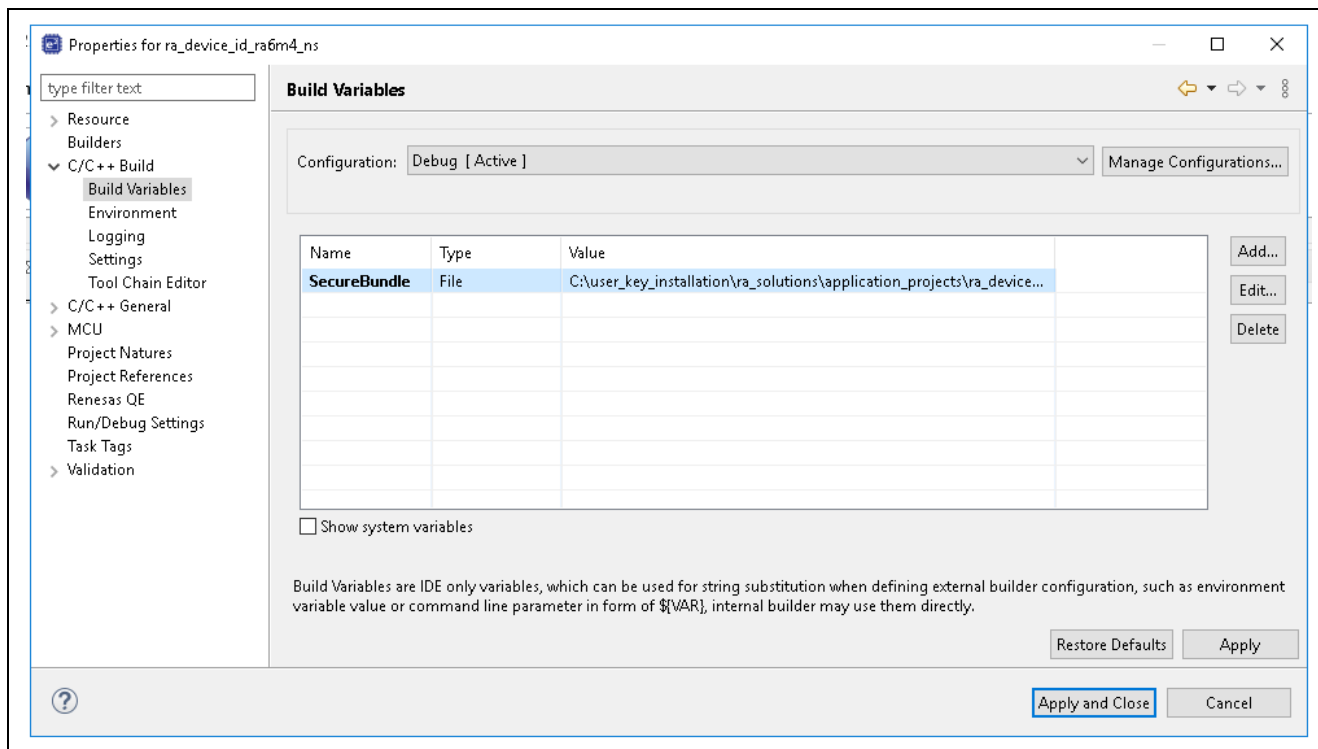 Properties for ra_device_id_ra6m4_ns
type filter text
Resource
Builders
C/C++ Build
Build Variables
Environment
Logging
Settings
Tool Chain Editor
C/C++ General
MCU
Project Natures
Project References
Renesas QE
Run/Debug Settings
Task Tags
Validation
Build Variables
Configuration: Debug [ Active ] Manage Configurations...
Name Type Value
SecureBundle File C:\user_key_installation\ra_solutions\application_projects\ra_device...
Add...
Edit...
Delete
Show system variables
Build Variables are IDE only variables, which can be used for string substitution when defining external builder configuration, such as environment
variable value or command line parameter in form of ${VAR}, internal builder may use them directly.
Restore Defaults Apply
Apply and Close Cancel